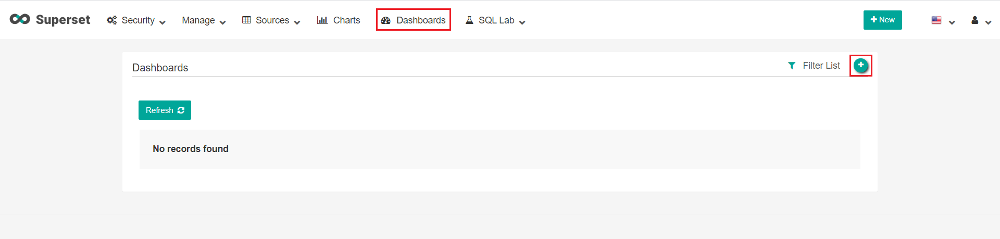 Superset Security Manage Sources Charts Dashboards SQL Lab + New
Dashboards Filter List +
Refresh
No records found